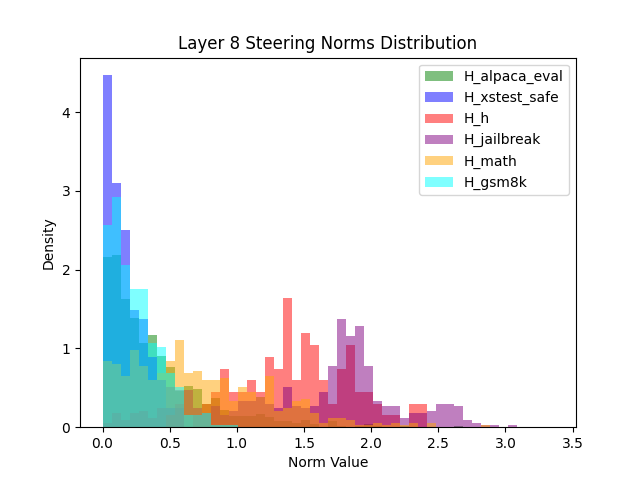 Layer 8 Steering Norms Distribution
H_alpaca_eval
H_xstest_safe
H_h
H_jailbreak
H_math
H_gsm8k
4
3
2
1
0
Density
0.0 0.5 1.0 1.5 2.0 2.5 3.0 3.5
Norm Value